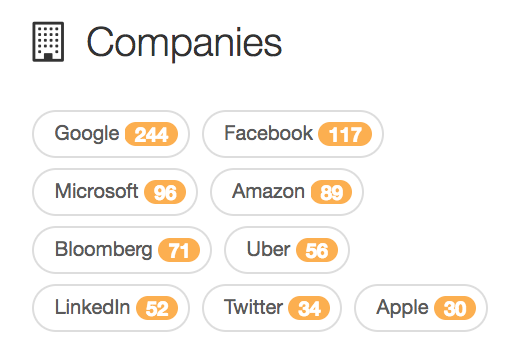 Companies
Google 244 Facebook 117
Microsoft 96 Amazon 89
Bloomberg 71 Uber 56
LinkedIn 52 Twitter 34 Apple 30